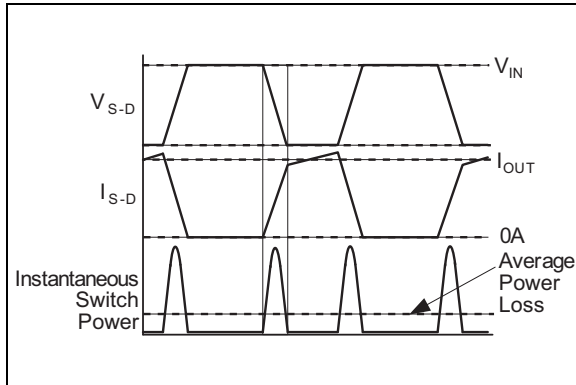 V_IN
V_S-D
I_OUT
I_S-D
0A
Average
Power
Loss
Instantaneous
Switch
Power